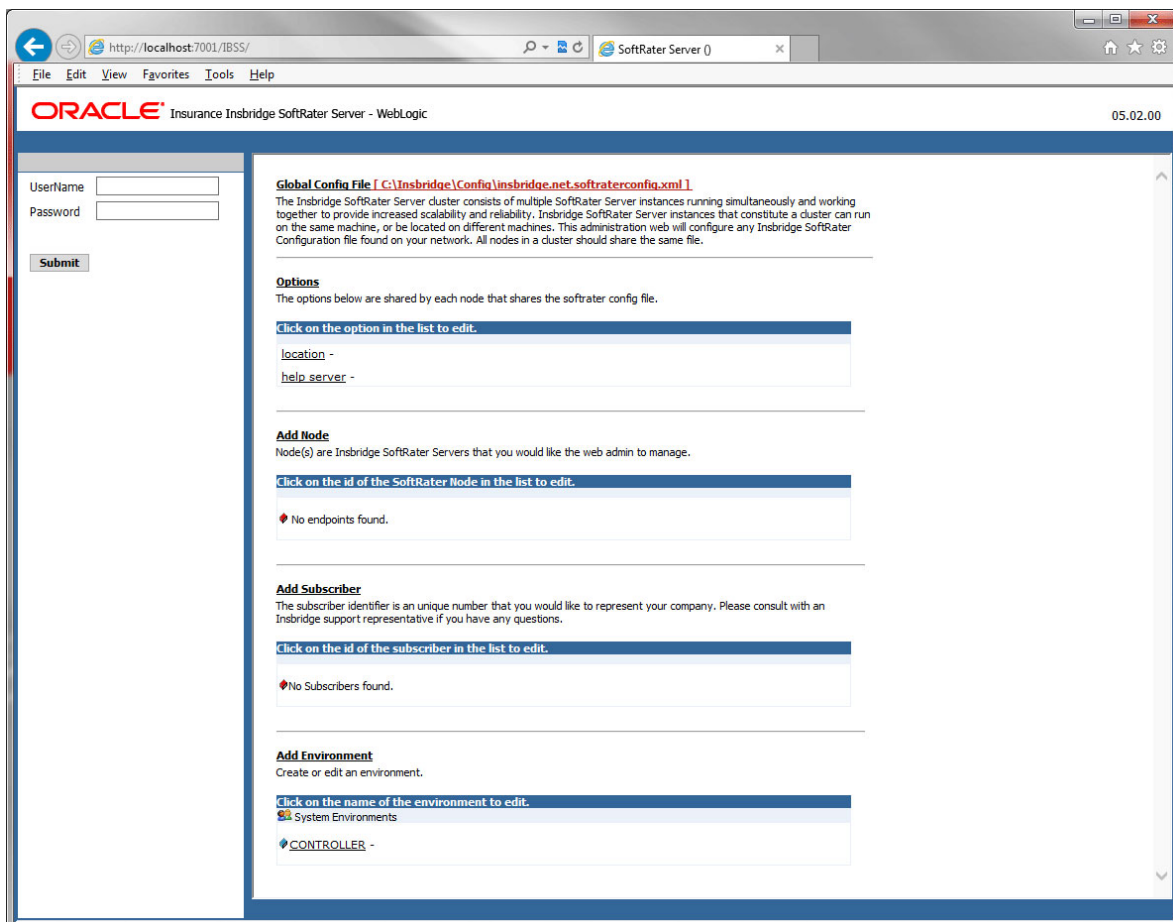 http://localhost:7001/IBSS/
SoftRater Server ()
File Edit View Favorites Tools Help
ORACLE Insurance Insbridge SoftRater Server - WebLogic
05.02.00
UserName
Password
Submit
Global Config File [ C:\Insbridge\Config\insbridge.net.softraterconfig.xml ]
The Insbridge SoftRater Server cluster consists of multiple SoftRater Server instances running simultaneously and working
together to provide increased scalability and reliability. Insbridge SoftRater Server instances that constitute a cluster can run
on the same machine, or be located on different machines. This administration web will configure any Insbridge SoftRater
Configuration file found on your network. All nodes in a cluster should share the same file.
Options
The options below are shared by each node that shares the softrater config file.
Click on the option in the list to edit.
location -
help server -
Add Node
Node(s) are Insbridge SoftRater Servers that you would like the web admin to manage.
Click on the id of the SoftRater Node in the list to edit.
No endpoints found.
Add Subscriber
The subscriber identifier is an unique number that you would like to represent your company. Please consult with an
Insbridge support representative if you have any questions.
Click on the id of the subscriber in the list to edit.
No Subscribers found.
Add Environment
Create or edit an environment.
Click on the name of the environment to edit.
System Environments
CONTROLLER -